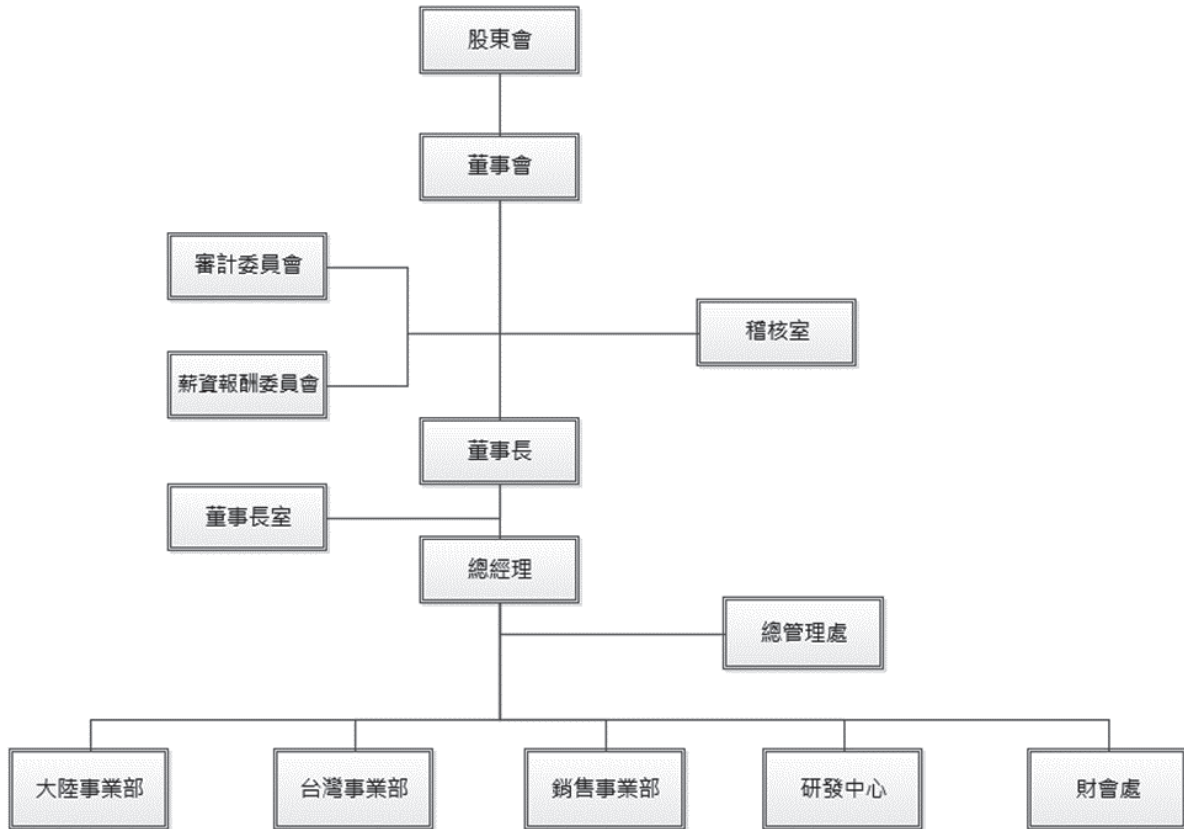 股東會
董事會
審計委員會
稽核室
薪資報酬委員會
董事長
董事長室
總經理
總管理處
大陸事業部
台灣事業部
銷售事業部
研發中心
財會處